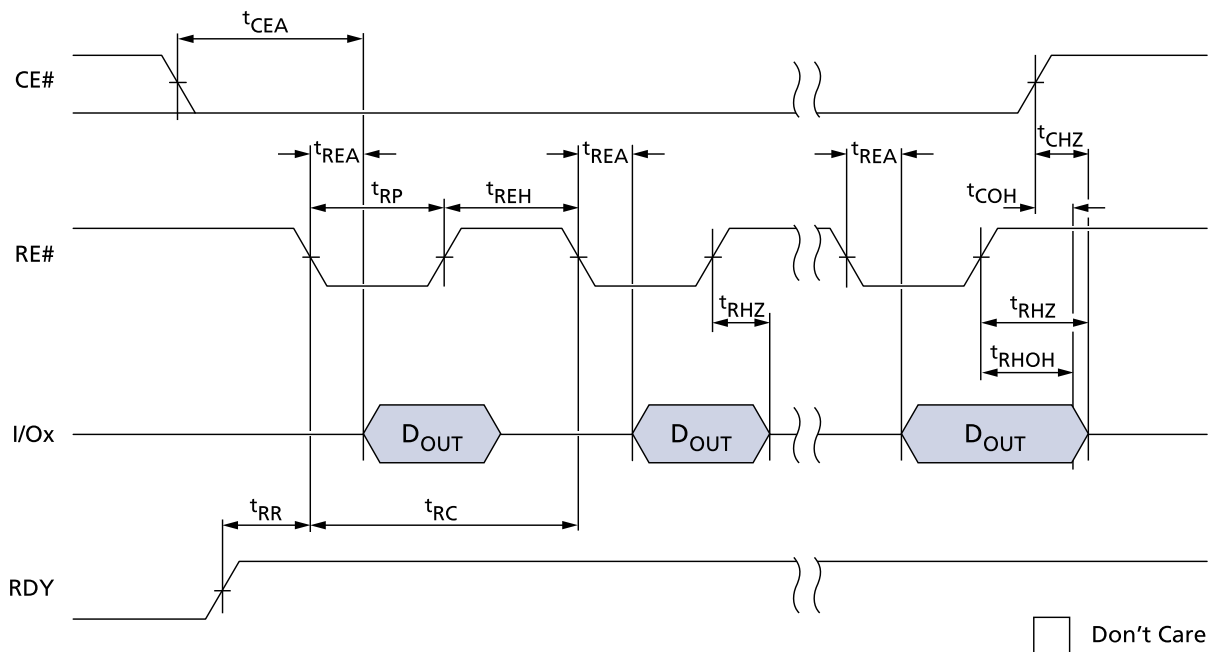 tCEA
CE#
tCHZ
tREA tREA tREA
tRP tREH tCOH
RE#
tRHZ tRHZ
tRHOH
I/Ox DOUT DOUT DOUT
tRR tRC
RDY
Don't Care